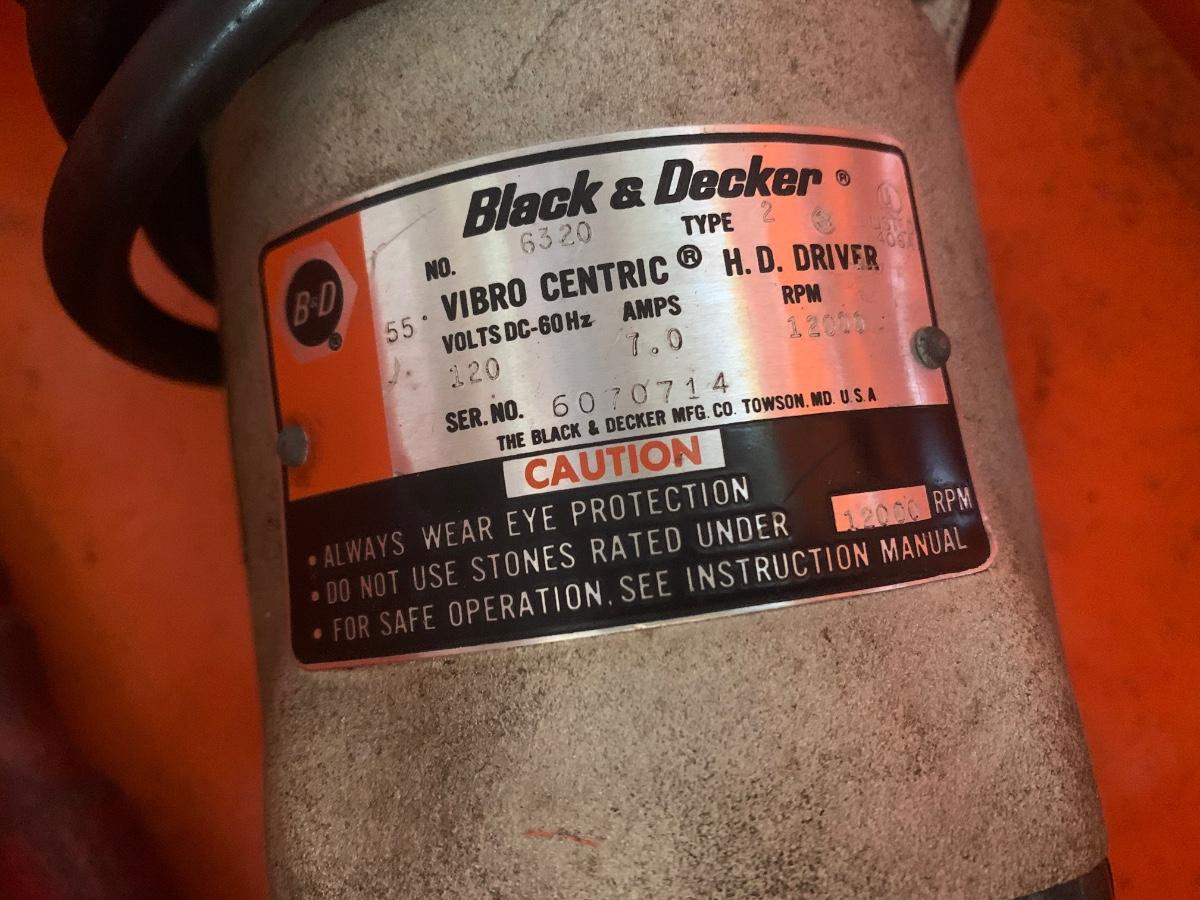 Black & Decker ®
NO. 6320 TYPE 2
B&D ®
VIBRO CENTRIC ® H.D. DRIVER
55
VOLTS DC-60Hz AMPS RPM
120 7.0 12000
SER. NO. 6070714
THE BLACK & DECKER MFG. CO. TOWSON. MD. U.S.A
CAUTION
• ALWAYS WEAR EYE PROTECTION
• DO NOT USE STONES RATED UNDER 12000 RPM
• FOR SAFE OPERATION. SEE INSTRUCTION MANUAL